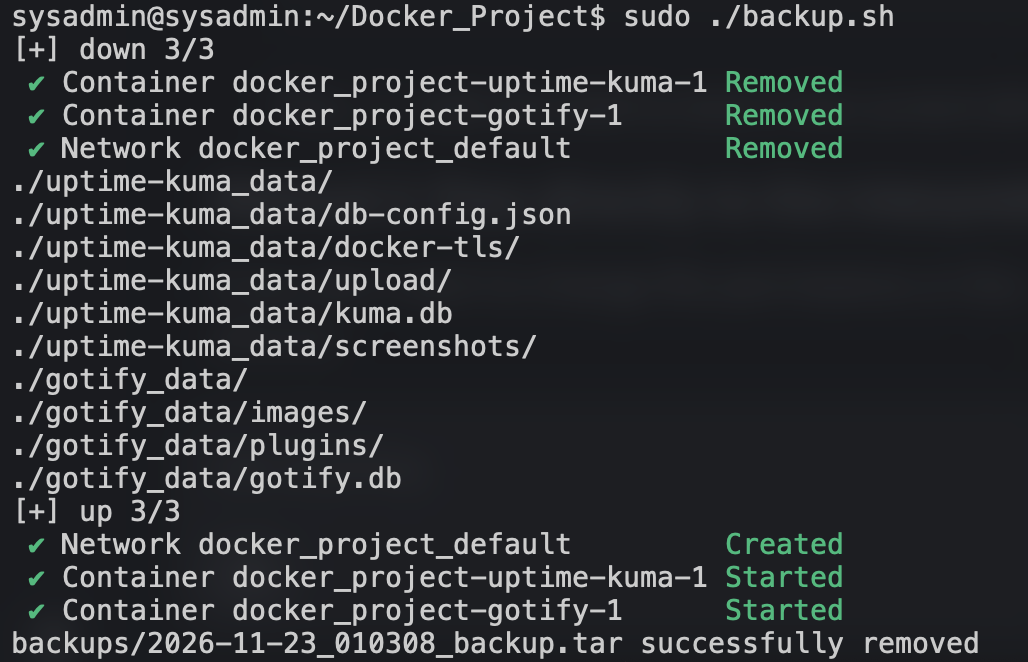 sysadmin@sysadmin:~/Docker_Project$ sudo ./backup.sh
[+] down 3/3
✔ Container docker_project-uptime-kuma-1 Removed
✔ Container docker_project-gotify-1 Removed
✔ Network docker_project_default Removed
./uptime-kuma_data/
./uptime-kuma_data/db-config.json
./uptime-kuma_data/docker-tls/
./uptime-kuma_data/upload/
./uptime-kuma_data/kuma.db
./uptime-kuma_data/screenshots/
./gotify_data/
./gotify_data/images/
./gotify_data/plugins/
./gotify_data/gotify.db
[+] up 3/3
✔ Network docker_project_default Created
✔ Container docker_project-uptime-kuma-1 Started
✔ Container docker_project-gotify-1 Started
backups/2026-11-23_010308_backup.tar successfully removed